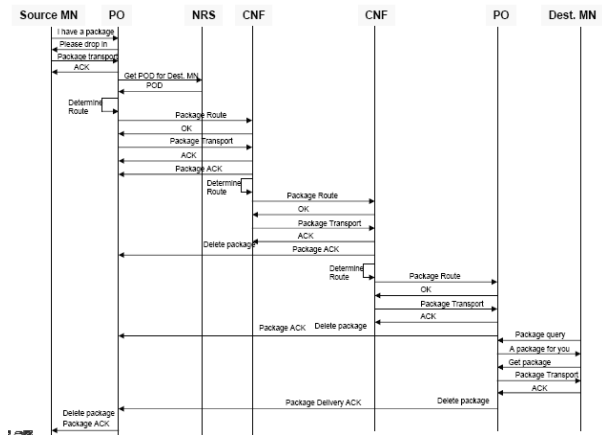 Source MN PO NRS CNF CNF PO Dest. MN
I have a package
Please drop in
Package transport
ACK
Get POD for Dest. MN
POD
Determine
Route
Package Route
OK
Package Transport
ACK
Package ACK
Determine
Route
Package Route
OK
Package Transport
ACK
Delete package
Package ACK
Determine
Route
Package Route
OK
Package Transport
ACK
Package ACK
Delete package
Package query
A package for you
Get package
Package Transport
ACK
Package Delivery ACK
Delete package
Delete package
Package ACK